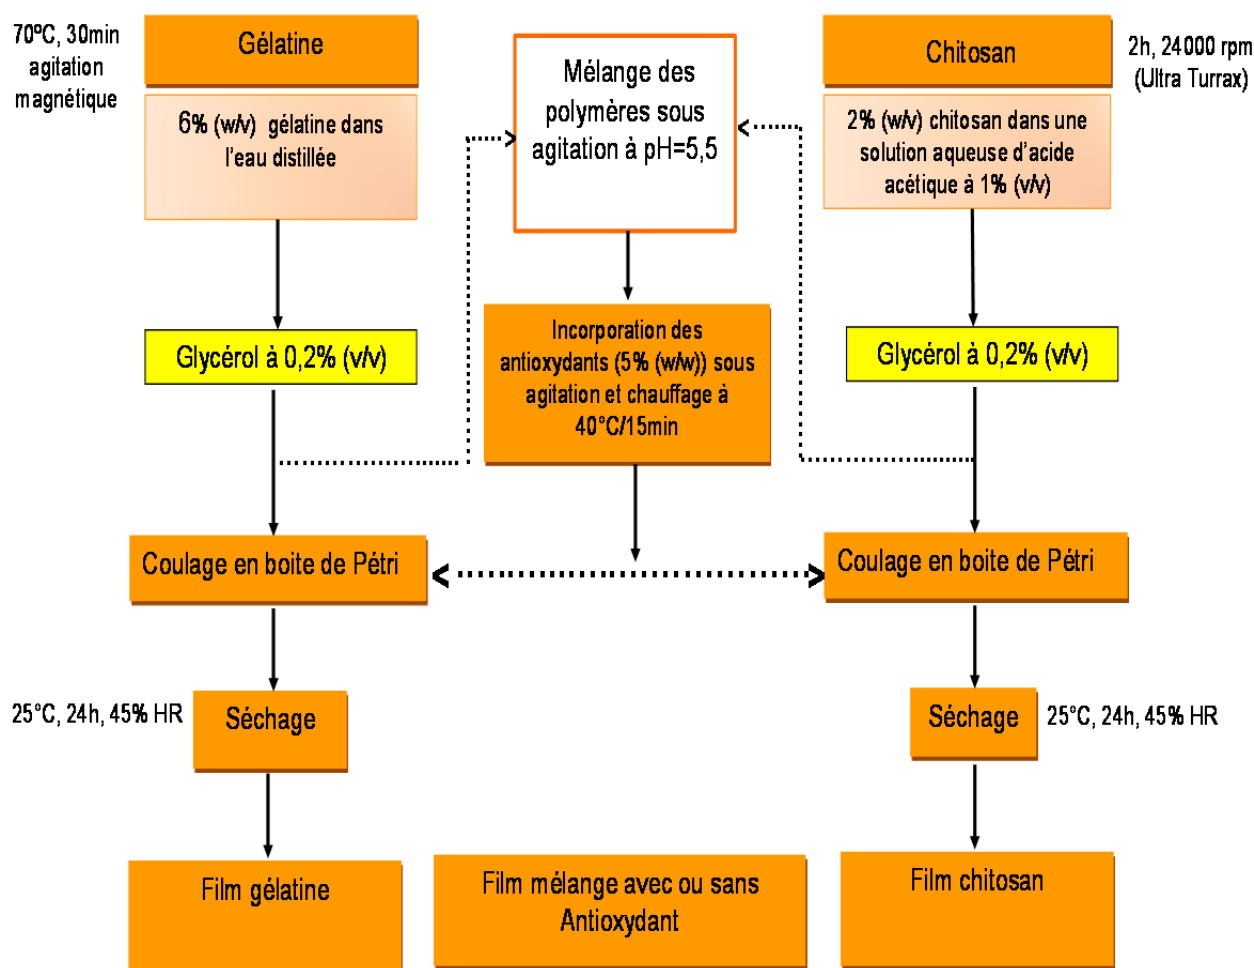 70ºC, 30min
agitation
magnétique
Gélatine
6% (w/v) gélatine dans
l'eau distillée
Mélange des
polymères sous
agitation à pH=5,5
Chitosan
2h, 24000 rpm
(Ultra Turrax)
2% (w/v) chitosan dans une
solution aqueuse d'acide
acétique à 1% (v/v)
Glycérol à 0,2% (v/v)
Incorporation des
antioxydants (5% (w/w)) sous
agitation et chauffage à
40°C/15min
Glycérol à 0,2% (v/v)
Coulage en boite de Pétri
Coulage en boite de Pétri
25°C, 24h, 45% HR
Séchage
Séchage
25°C, 24h, 45% HR
Film gélatine
Film mélange avec ou sans
Antioxydant
Film chitosan